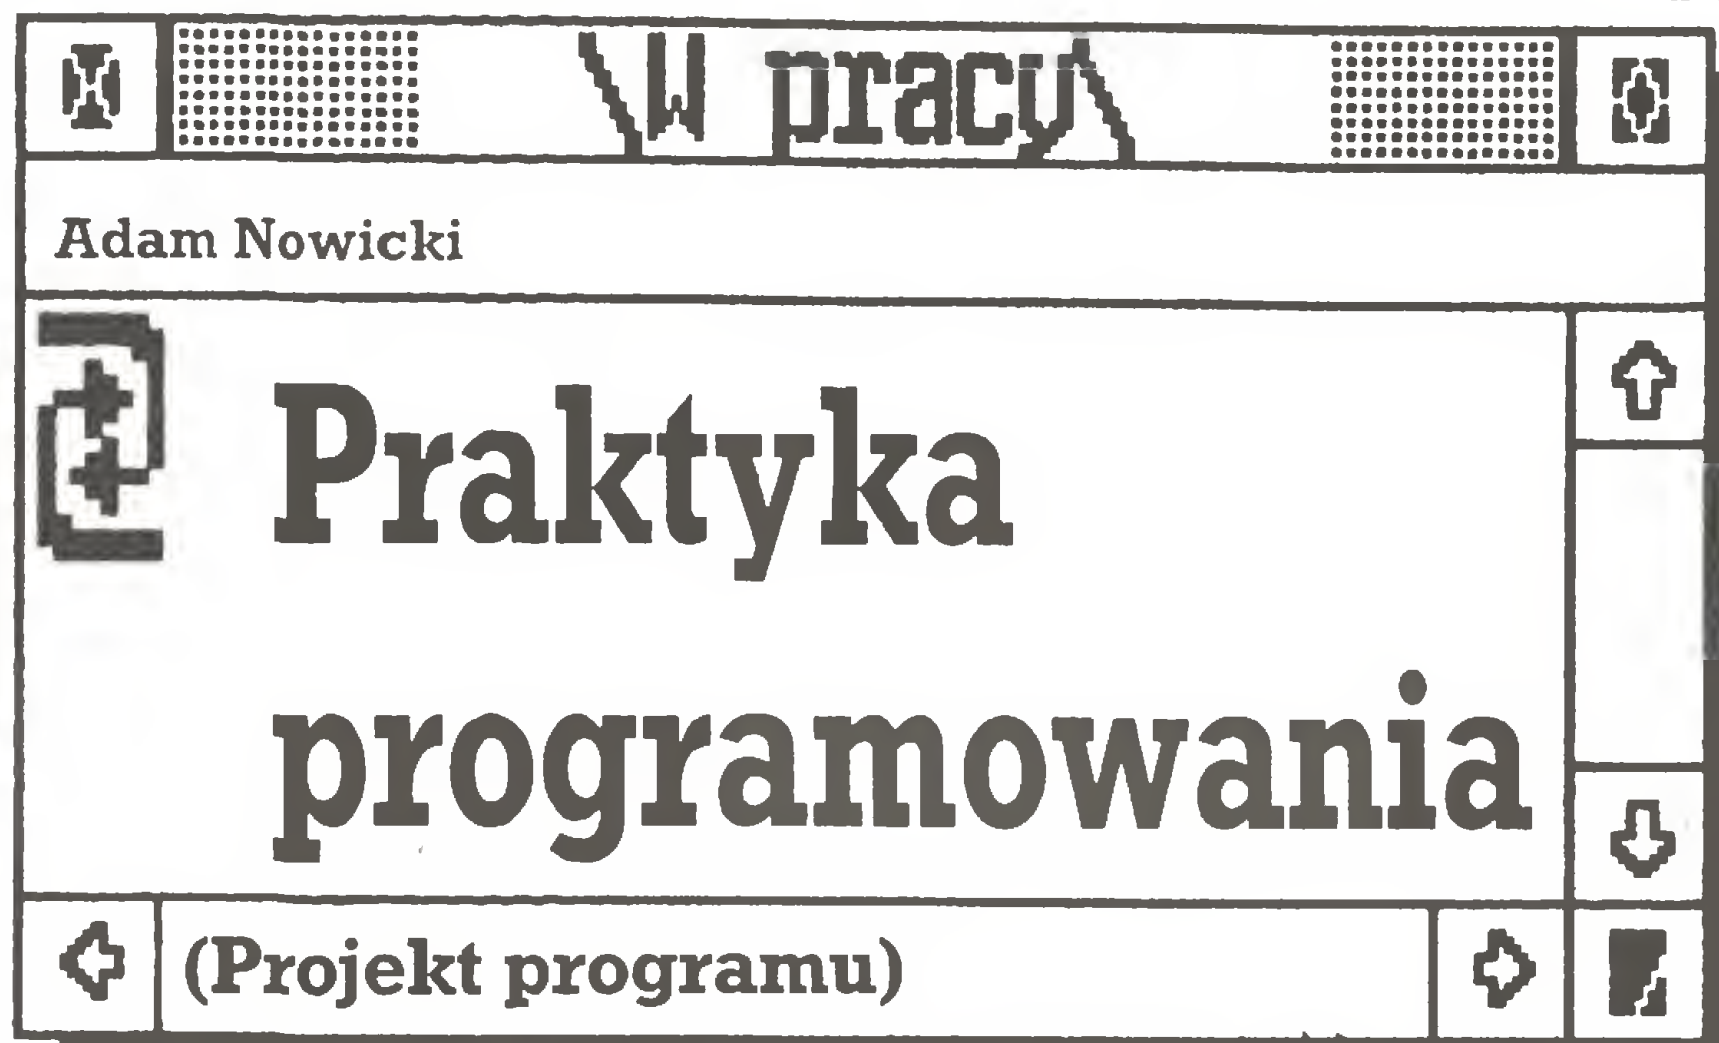 \W pracy\
Adam Nowicki
Praktyka
programowania
(Projekt programu)